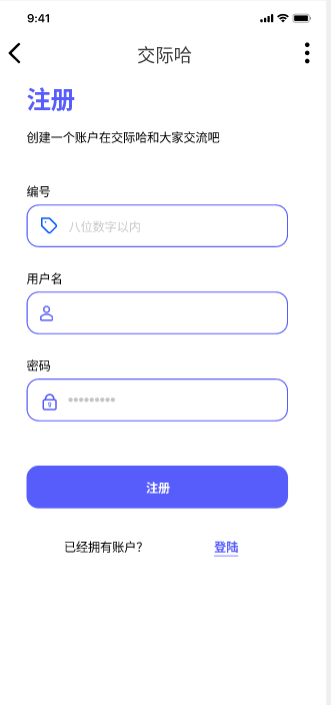 9:41
交际哈
注册
创建一个账户在交际哈和大家交流吧
编号
八位数字以内
用户名
密码
•••••••••
注册
已经拥有账户? 登陆